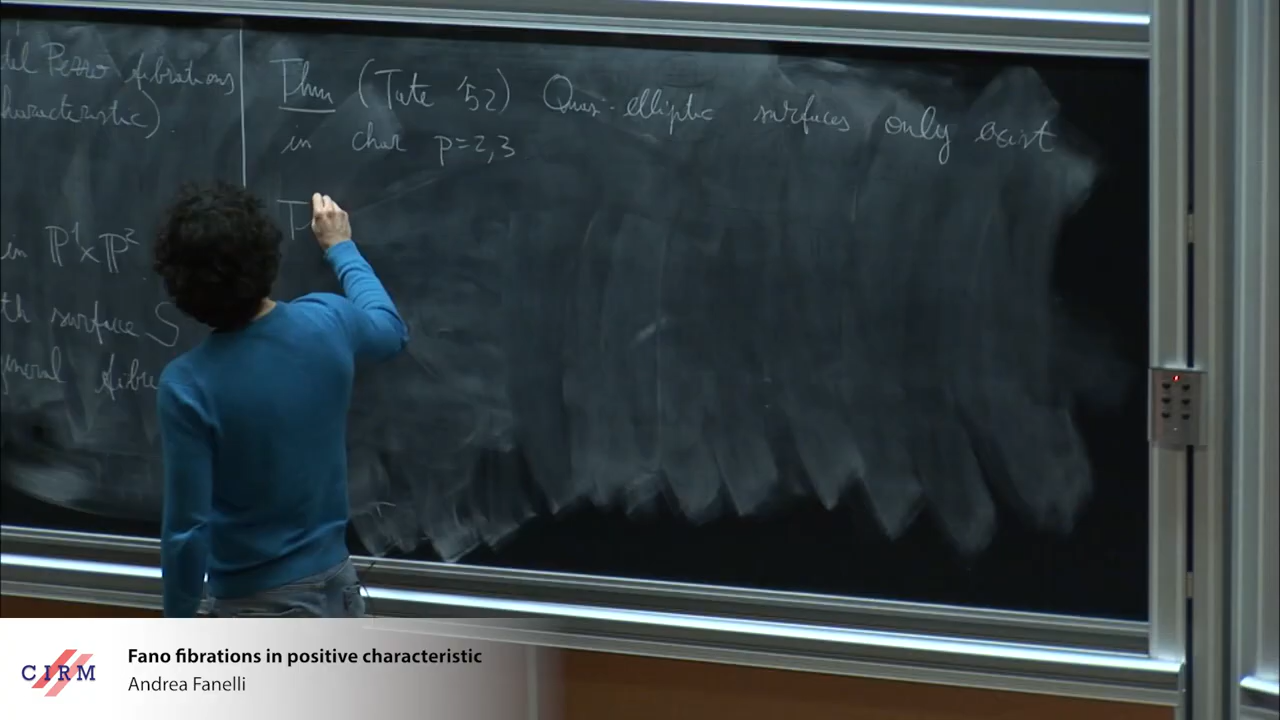 del Pezzo fibrations
characteristic).
in P¹×P²
th surface S
general fibre
Thm (Tate '52) Quasi-elliptic surfaces only exist
in char p=2,3
T
CIRM
Fano fibrations in positive characteristic
Andrea Fanelli